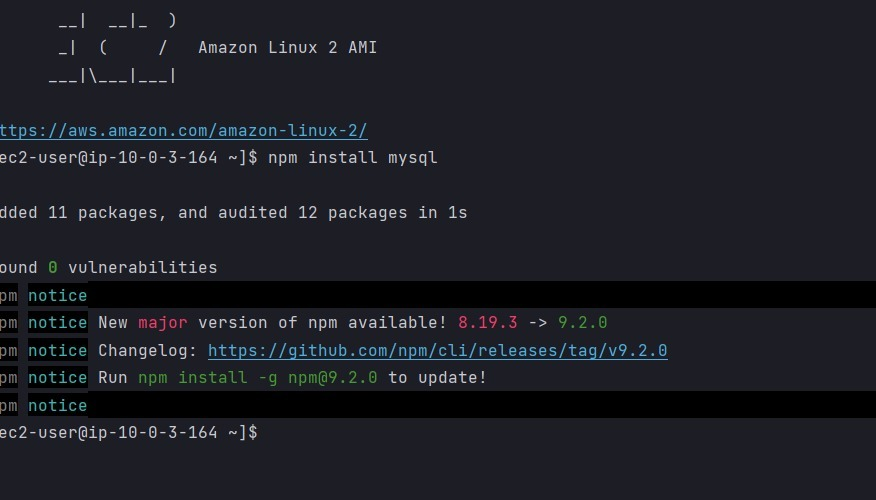 __|  __|_  )
_|  (     /   Amazon Linux 2 AMI
___|\___|___|
ttps://aws.amazon.com/amazon-linux-2/
ec2-user@ip-10-0-3-164 ~]$ npm install mysql
dded 11 packages, and audited 12 packages in 1s
ound 0 vulnerabilities
pm notice
pm notice New major version of npm available! 8.19.3 -> 9.2.0
pm notice Changelog: https://github.com/npm/cli/releases/tag/v9.2.0
pm notice Run npm install -g npm@9.2.0 to update!
pm notice
ec2-user@ip-10-0-3-164 ~]$